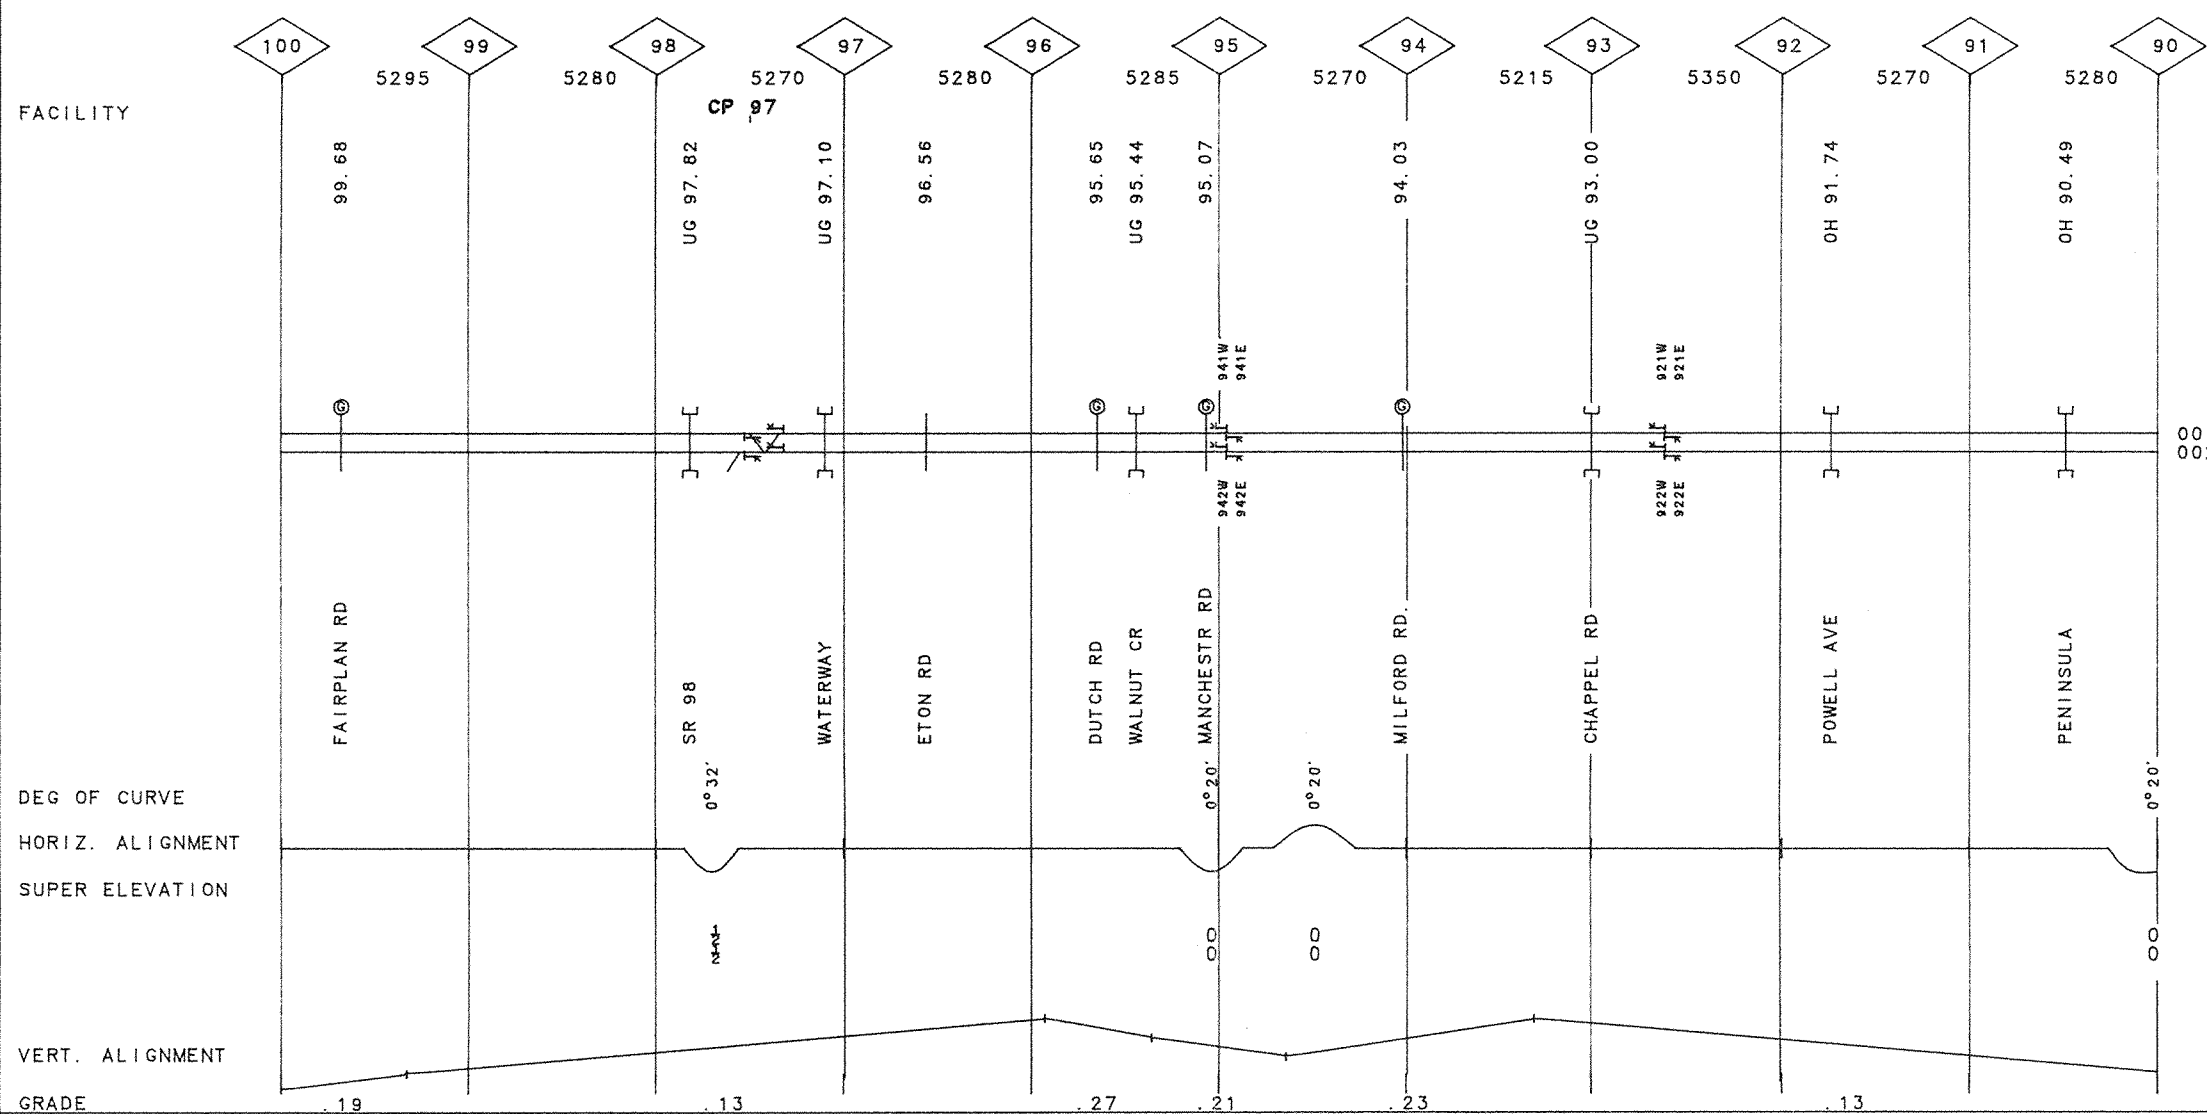 100 99 98 97 96 95 94 93 92 91 90
5295 5280 5270 5280 5285 5270 5215 5350 5270 5280
FACILITY
CP 97
99.68 UG 97.82 UG 97.10 96.56 95.65 UG 95.44 95.07 94.03 UG 93.00 OH 91.74 OH 90.49
941W 941E 921W 921E
G G G G
00
942W 942E 922W 922E
FAIRPLAN RD SR 98 WATERWAY ETON RD DUTCH RD WALNUT CR MANCHESTR RD MILFORD RD. CHAPPEL RD POWELL AVE PENINSULA
DEG OF CURVE 0°32' 0°20' 0°20' 0°20'
HORIZ. ALIGNMENT
SUPER ELEVATION
0 0 0
0 0 0
VERT. ALIGNMENT
GRADE .19 .13 .27 .21 .23 .13